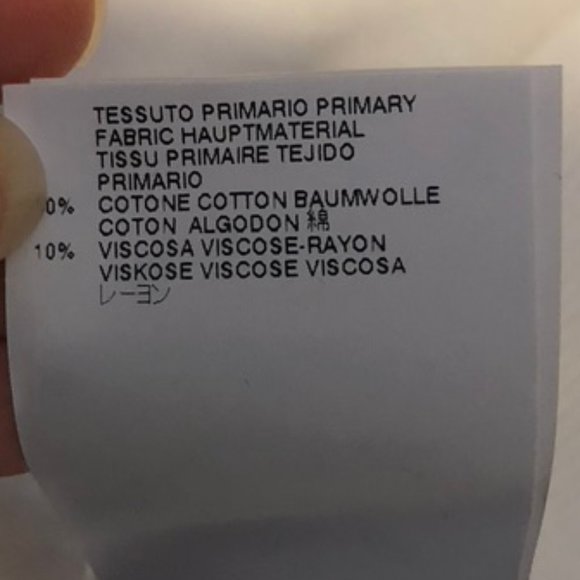 TESSUTO PRIMARIO PRIMARY
FABRIC HAUPTMATERIAL
TISSU PRIMAIRE TEJIDO
PRIMARIO
0% COTONE COTTON BAUMWOLLE
COTON ALGODON 綿
10% VISCOSA VISCOSE-RAYON
VISKOSE VISCOSE VISCOSA
レーヨン